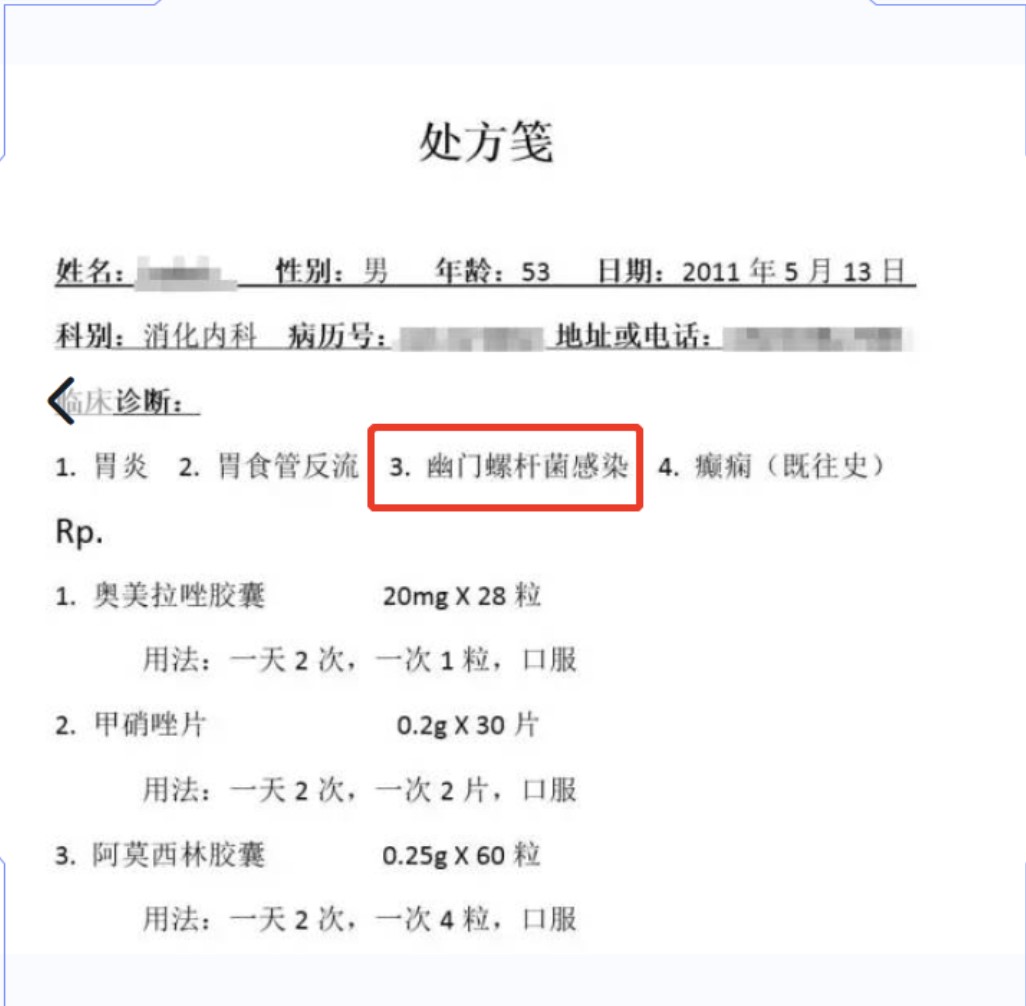 处方笺
姓名： 性别：男 年龄：53 日期：2011 年 5 月 13 日
科别：消化内科 病历号： 地址或电话：
临床诊断：
1. 胃炎 2. 胃食管反流 3. 幽门螺杆菌感染 4. 癫痫（既往史）
Rp.
1. 奥美拉唑胶囊 20mg X 28 粒
用法：一天 2 次，一次 1 粒，口服
2. 甲硝唑片 0.2g X 30 片
用法：一天 2 次，一次 2 片，口服
3. 阿莫西林胶囊 0.25g X 60 粒
用法：一天 2 次，一次 4 粒，口服